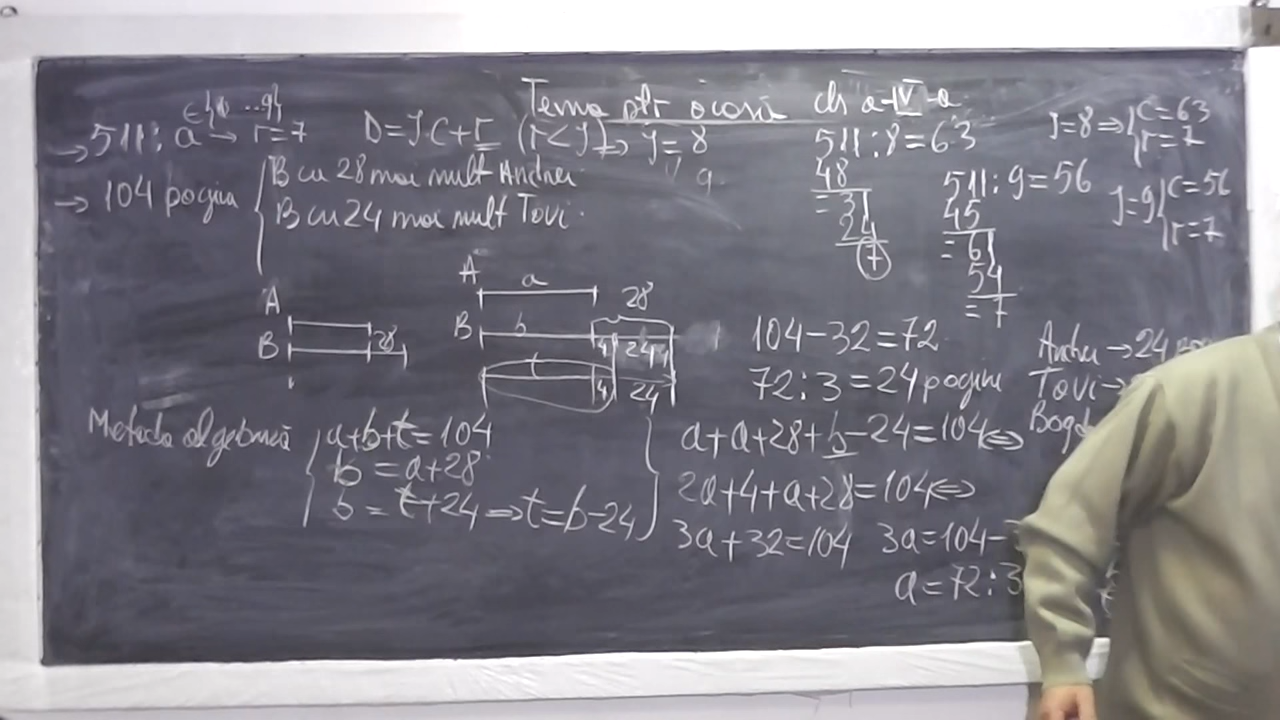 Tema ptr acasă cls a-IV-a
511 : a → r=7
D=Î·C+r (r<Î) ⇒ Î=8
9
→ 104 pagini
B cu 28 mai mult Andrei
B cu 24 mai mult Tovi
511:8=63
48
=31
24
7
511:9=56
45
=61
54
=7
Î=8⇒ C=63
r=7
Î=9 C=56
r=7
A
B 28
A a
28
B b 4 24
t 4 24
104-32=72
72:3=24 pagini
Andrei → 24
Tovi →
Metoda algebrică
a+b+t=104
b=a+28
b=t+24⇒t=b-24
a+a+28+b-24=104⇔
2a+4+a+28=104⇔
3a+32=104 3a=104-
a=72:3